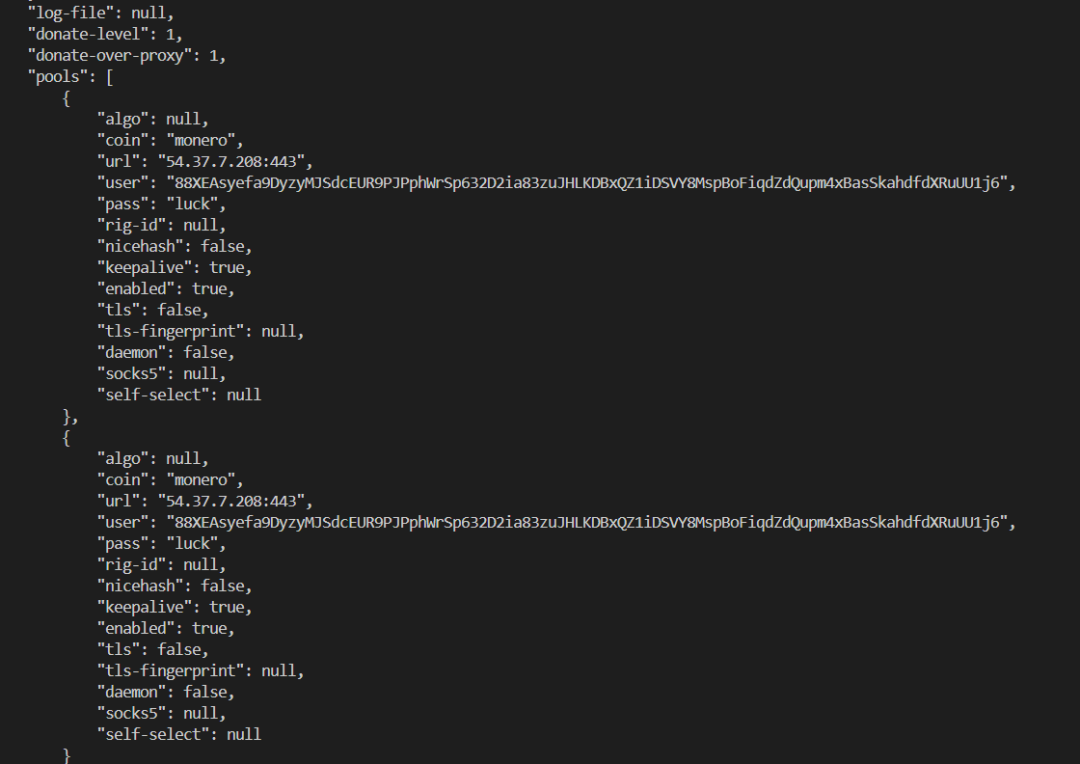 "log-file": null,
"donate-level": 1,
"donate-over-proxy": 1,
"pools": [
{
"algo": null,
"coin": "monero",
"url": "54.37.7.208:443",
"user": "88XEAsyefa9DyzyMJSdcEUR9PJPphWrSp632D2ia83zuJHLKDBxQZ1iDSVY8MspBoFiqdZdQupm4xBasSkahdfdXRuUU1j6",
"pass": "luck",
"rig-id": null,
"nicehash": false,
"keepalive": true,
"enabled": true,
"tls": false,
"tls-fingerprint": null,
"daemon": false,
"socks5": null,
"self-select": null
},
{
"algo": null,
"coin": "monero",
"url": "54.37.7.208:443",
"user": "88XEAsyefa9DyzyMJSdcEUR9PJPphWrSp632D2ia83zuJHLKDBxQZ1iDSVY8MspBoFiqdZdQupm4xBasSkahdfdXRuUU1j6",
"pass": "luck",
"rig-id": null,
"nicehash": false,
"keepalive": true,
"enabled": true,
"tls": false,
"tls-fingerprint": null,
"daemon": false,
"socks5": null,
"self-select": null
}